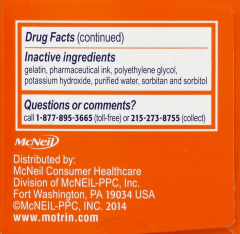 Drug Facts (continued)
Inactive ingredients
gelatin, pharmaceutical ink, polyethylene glycol,
potassium hydroxide, purified water, sorbitan and sorbitol
Questions or comments?
call 1-877-895-3665 (toll-free) or 215-273-8755 (collect)
McNeil
Distributed by:
McNeil Consumer Healthcare
Division of McNEIL-PPC, Inc.
Fort Washington, PA 19034 USA
©McNEIL-PPC, INC. 2014
www.motrin.com